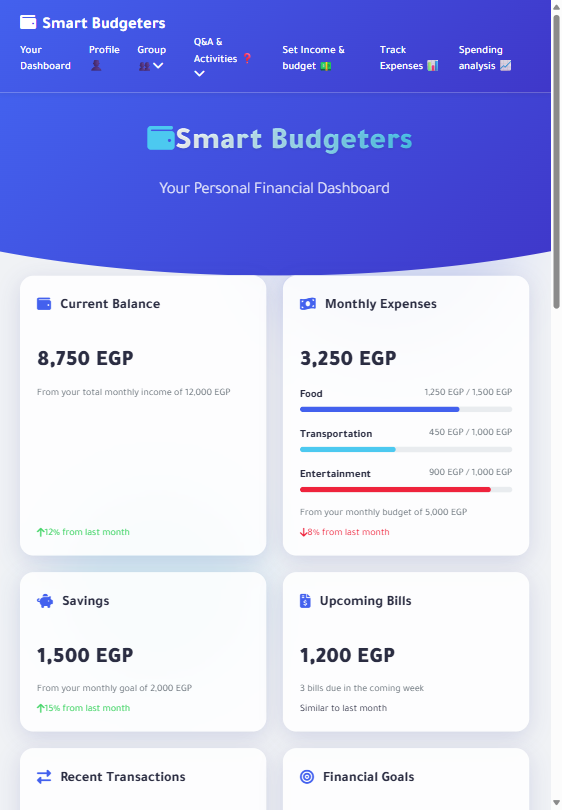 Smart Budgeters
Your Dashboard
Profile
Group
Q&A & Activities ❓
Set Income & budget 💵
Track Expenses 📊
Spending analysis 📈
Smart Budgeters
Your Personal Financial Dashboard
Current Balance
8,750 EGP
From your total monthly income of 12,000 EGP
12% from last month
Monthly Expenses
3,250 EGP
Food 1,250 EGP / 1,500 EGP
Transportation 450 EGP / 1,000 EGP
Entertainment 900 EGP / 1,000 EGP
From your monthly budget of 5,000 EGP
8% from last month
Savings
1,500 EGP
From your monthly goal of 2,000 EGP
15% from last month
Upcoming Bills
1,200 EGP
3 bills due in the coming week
Similar to last month
Recent Transactions
Financial Goals